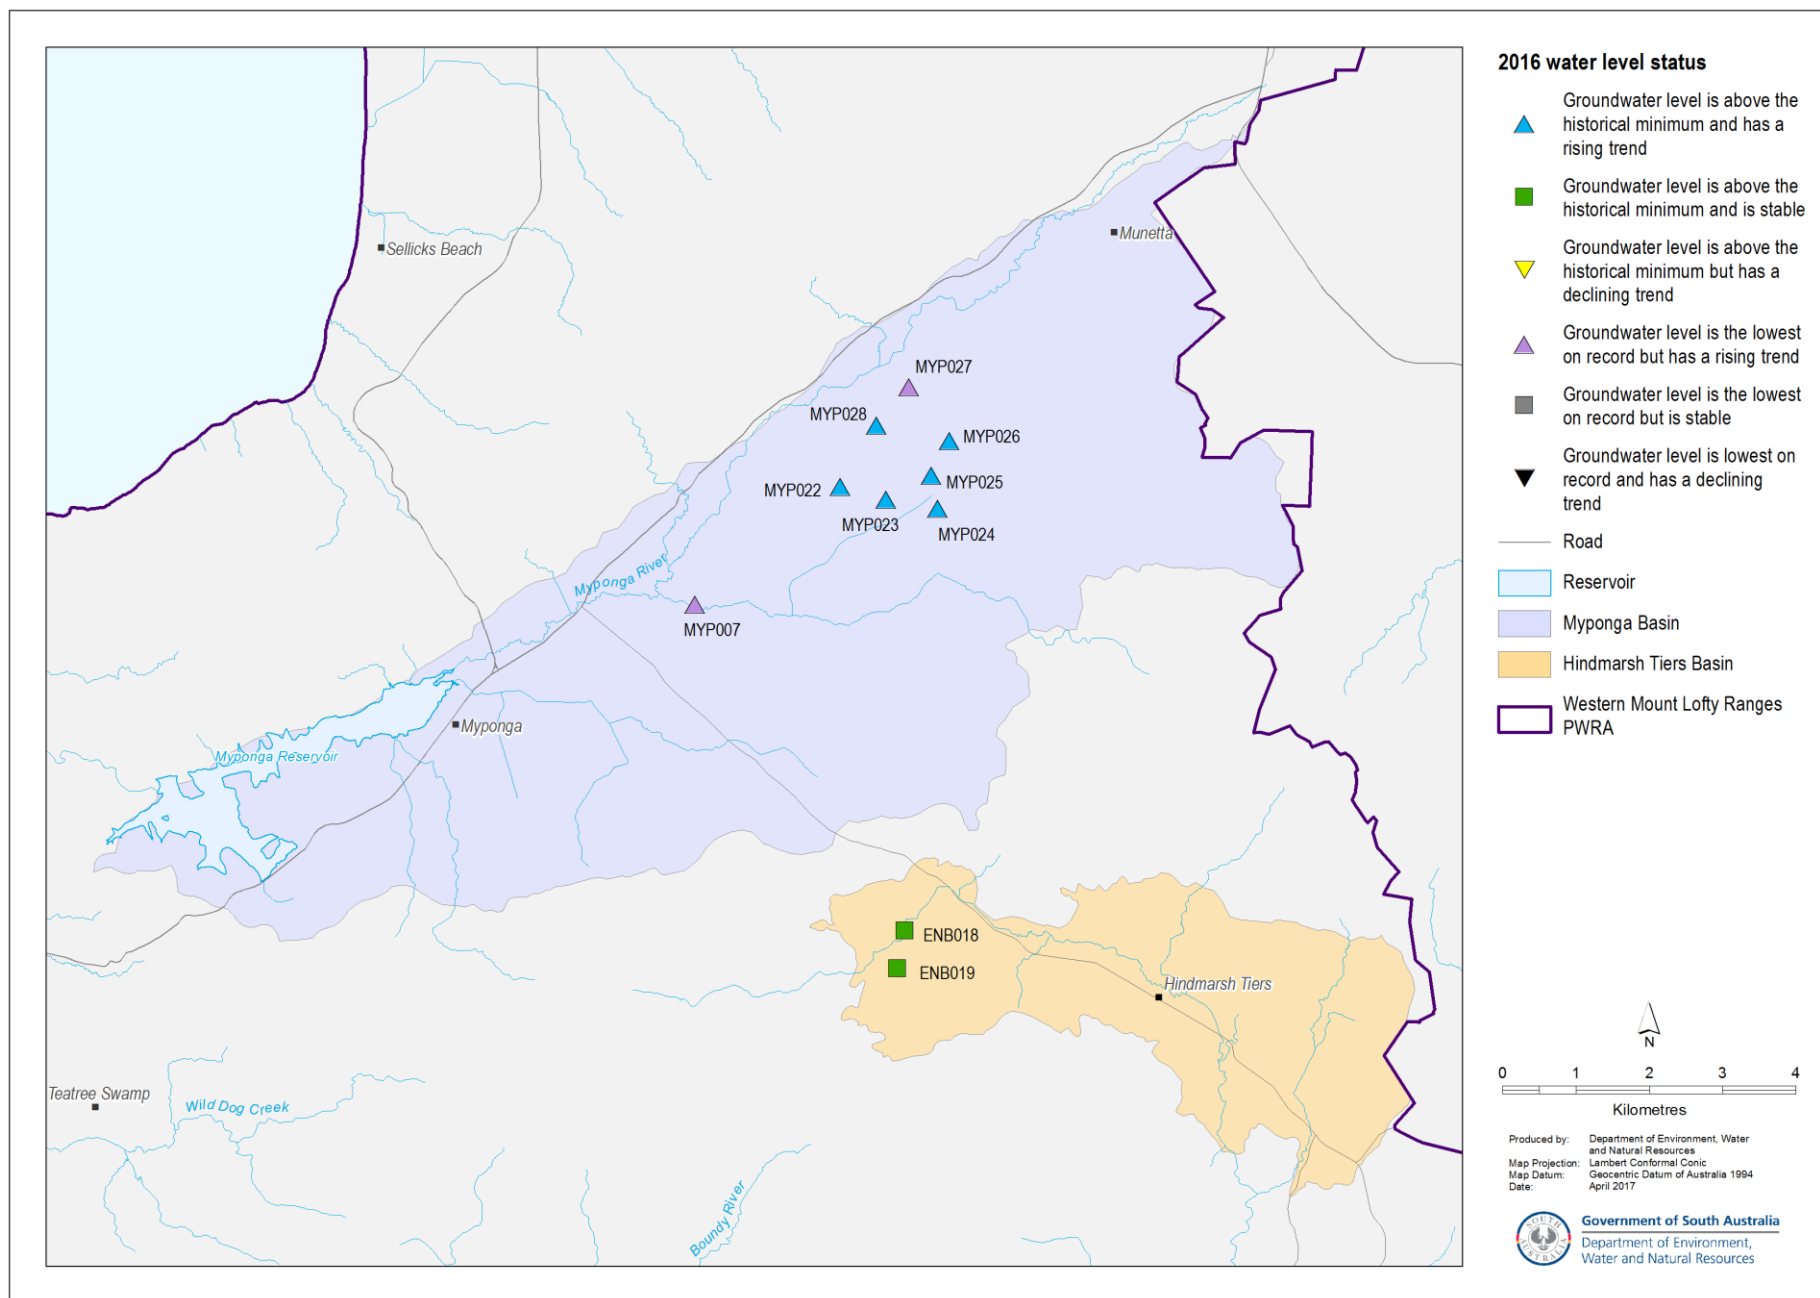 Sellicks Beach
Munetta
MYP027
MYP028
MYP026
MYP025
MYP022
MYP023
MYP024
Myponga River
MYP007
Myponga
Myponga Reservoir
ENB018
ENB019
Hindmarsh Tiers
Teatree Swamp
Wild Dog Creek
Boundy River
2016 water level status
Groundwater level is above the
historical minimum and has a
rising trend
Groundwater level is above the
historical minimum and is stable
Groundwater level is above the
historical minimum but has a
declining trend
Groundwater level is the lowest
on record but has a rising trend
Groundwater level is the lowest
on record but is stable
Groundwater level is lowest on
record and has a declining
trend
Road
Reservoir
Myponga Basin
Hindmarsh Tiers Basin
Western Mount Lofty Ranges
PWRA
N
0 1 2 3 4
Kilometres
Produced by: Department of Environment, Water
and Natural Resources
Map Projection: Lambert Conformal Conic
Map Datum: Geocentric Datum of Australia 1994
Date: April 2017
SOUTH
AUSTRALIA
Government of South Australia
Department of Environment,
Water and Natural Resources